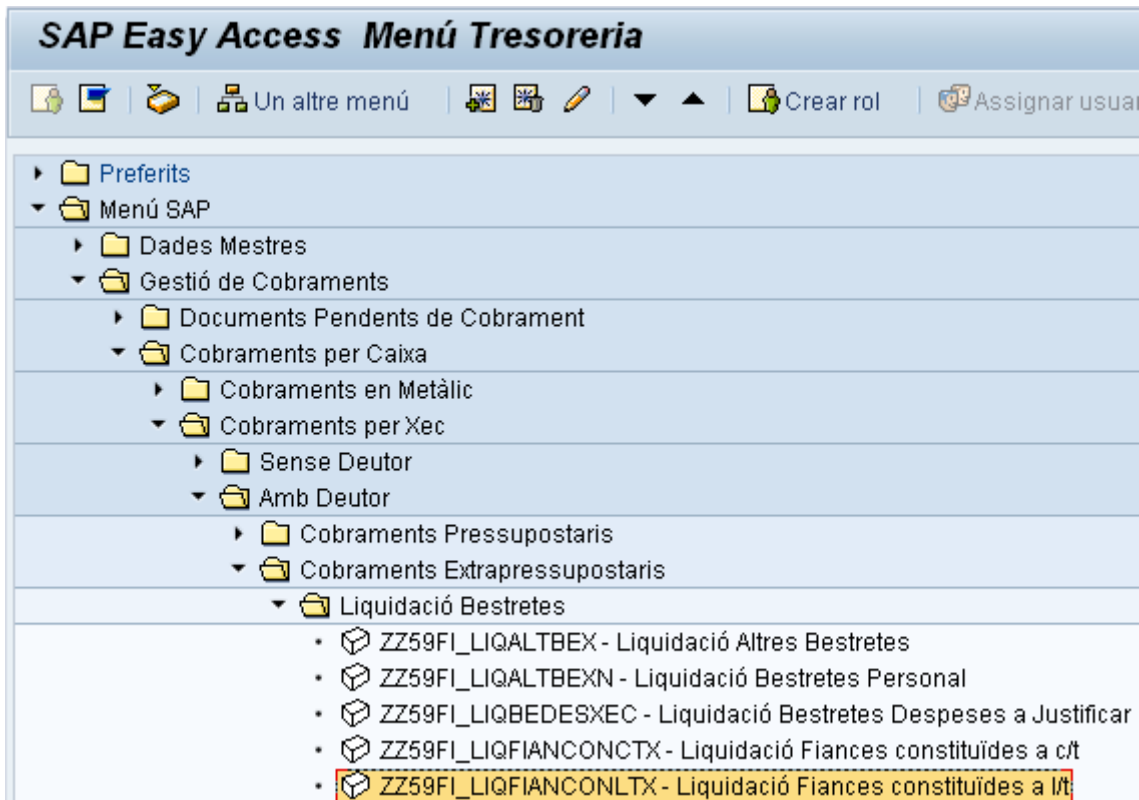 SAP Easy Access Menú Tresoreria
Un altre menú Crear rol Assignar usuar
Preferits
Menú SAP
Dades Mestres
Gestió de Cobraments
Documents Pendents de Cobrament
Cobraments per Caixa
Cobraments en Metàlic
Cobraments per Xec
Sense Deutor
Amb Deutor
Cobraments Pressupostaris
Cobraments Extrapressupostaris
Liquidació Bestretes
ZZ59FI_LIQALTBEX - Liquidació Altres Bestretes
ZZ59FI_LIQALTBEXN - Liquidació Bestretes Personal
ZZ59FI_LIQBEDESXEC - Liquidació Bestretes Despeses a Justificar
ZZ59FI_LIQFIANCONCTX - Liquidació Fiances constituïdes a c/t
ZZ59FI_LIQFIANCONLTX - Liquidació Fiances constituïdes a l/t